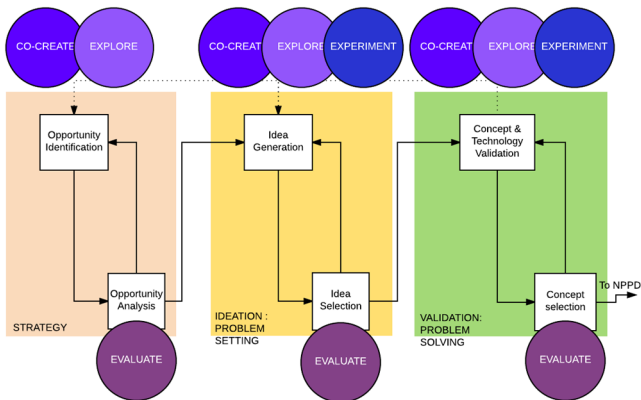 CO-CREATE
EXPLORE
CO-CREAT
EXPLORE
EXPERIMENT
CO-CREAT
EXPLORE
EXPERIMENT
Opportunity
Identification
Idea
Generation
Concept &
Technology
Validation
Opportunity
Analysis
Idea
Selection
Concept
selection
To NPPD
STRATEGY
IDEATION :
PROBLEM
SETTING
VALIDATION:
PROBLEM
SOLVING
EVALUATE
EVALUATE
EVALUATE